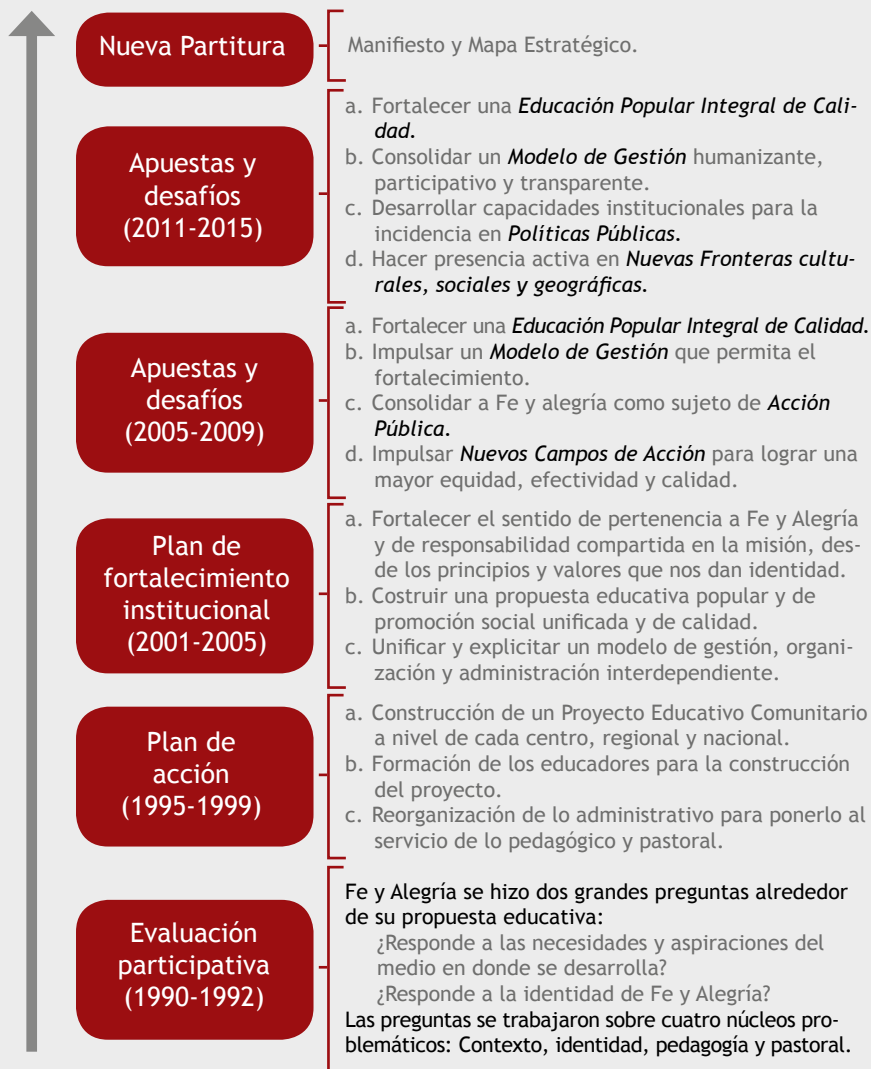 Nueva Partitura
Manifiesto y Mapa Estratégico.
Apuestas y
desafíos
(2011-2015)
a. Fortalecer una Educación Popular Integral de Cali-
dad.
b. Consolidar un Modelo de Gestión humanizante,
participativo y transparente.
c. Desarrollar capacidades institucionales para la
incidencia en Políticas Públicas.
d. Hacer presencia activa en Nuevas Fronteras cultu-
rales, sociales y geográficas.
Apuestas y
desafíos
(2005-2009)
a. Fortalecer una Educación Popular Integral de Calidad.
b. Impulsar un Modelo de Gestión que permita el
fortalecimiento.
c. Consolidar a Fe y alegría como sujeto de Acción
Pública.
d. Impulsar Nuevos Campos de Acción para lograr una
mayor equidad, efectividad y calidad.
Plan de
fortalecimiento
institucional
(2001-2005)
a. Fortalecer el sentido de pertenencia a Fe y Alegría
y de responsabilidad compartida en la misión, des-
de los principios y valores que nos dan identidad.
b. Costruir una propuesta educativa popular y de
promoción social unificada y de calidad.
c. Unificar y explicitar un modelo de gestión, organi-
zación y administración interdependiente.
Plan de
acción
(1995-1999)
a. Construcción de un Proyecto Educativo Comunitario
a nivel de cada centro, regional y nacional.
b. Formación de los educadores para la construcción
del proyecto.
c. Reorganización de lo administrativo para ponerlo al
servicio de lo pedagógico y pastoral.
Evaluación
participativa
(1990-1992)
Fe y Alegría se hizo dos grandes preguntas alrededor
de su propuesta educativa:
¿Responde a las necesidades y aspiraciones del
medio en donde se desarrolla?
¿Responde a la identidad de Fe y Alegría?
Las preguntas se trabajaron sobre cuatro núcleos pro-
blemáticos: Contexto, identidad, pedagogía y pastoral.